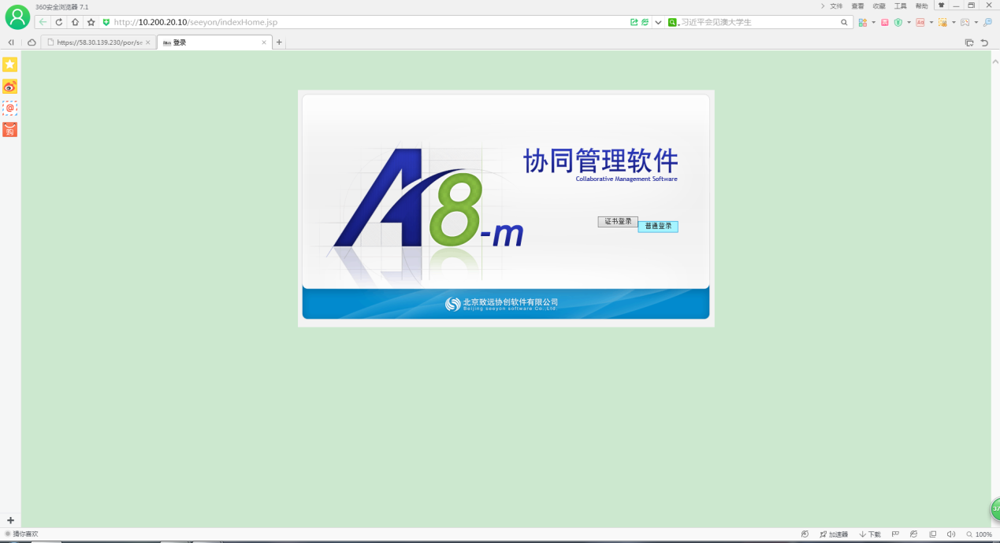 360安全浏览器 7.1
文件 查看 收藏 工具 帮助
http://10.200.20.10/seeyon/indexHome.jsp
习近平会见澳大学生
https://58.30.139.230/por/se
登录
购
A8-m
协同管理软件
Collaborative Management Software
证书登录
普通登录
北京致远协创软件有限公司
Beijing seeyon software Co.,Ltd.
猜你喜欢
加速器 下载 100%